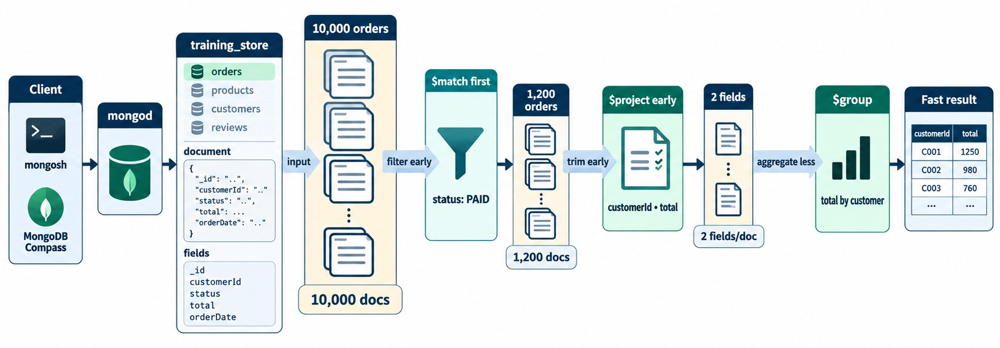 Client
>_
mongosh
MongoDB
Compass
mongod
training_store
orders
products
customers
reviews
document
{
"_id": "..",
"customerId": ".."
"status": "..",
"total": ...
"orderDate": ".."
}
fields
_id
customerId
status
total
orderDate
input
10,000 orders
10,000 docs
filter early
$match first
status: PAID
1,200
orders
1,200 docs
trim early
$project early
customerId • total
2 fields
2 fields/doc
aggregate less
$group
total by customer
Fast result
customerId total
C001 1250
C002 980
C003 760
... ...